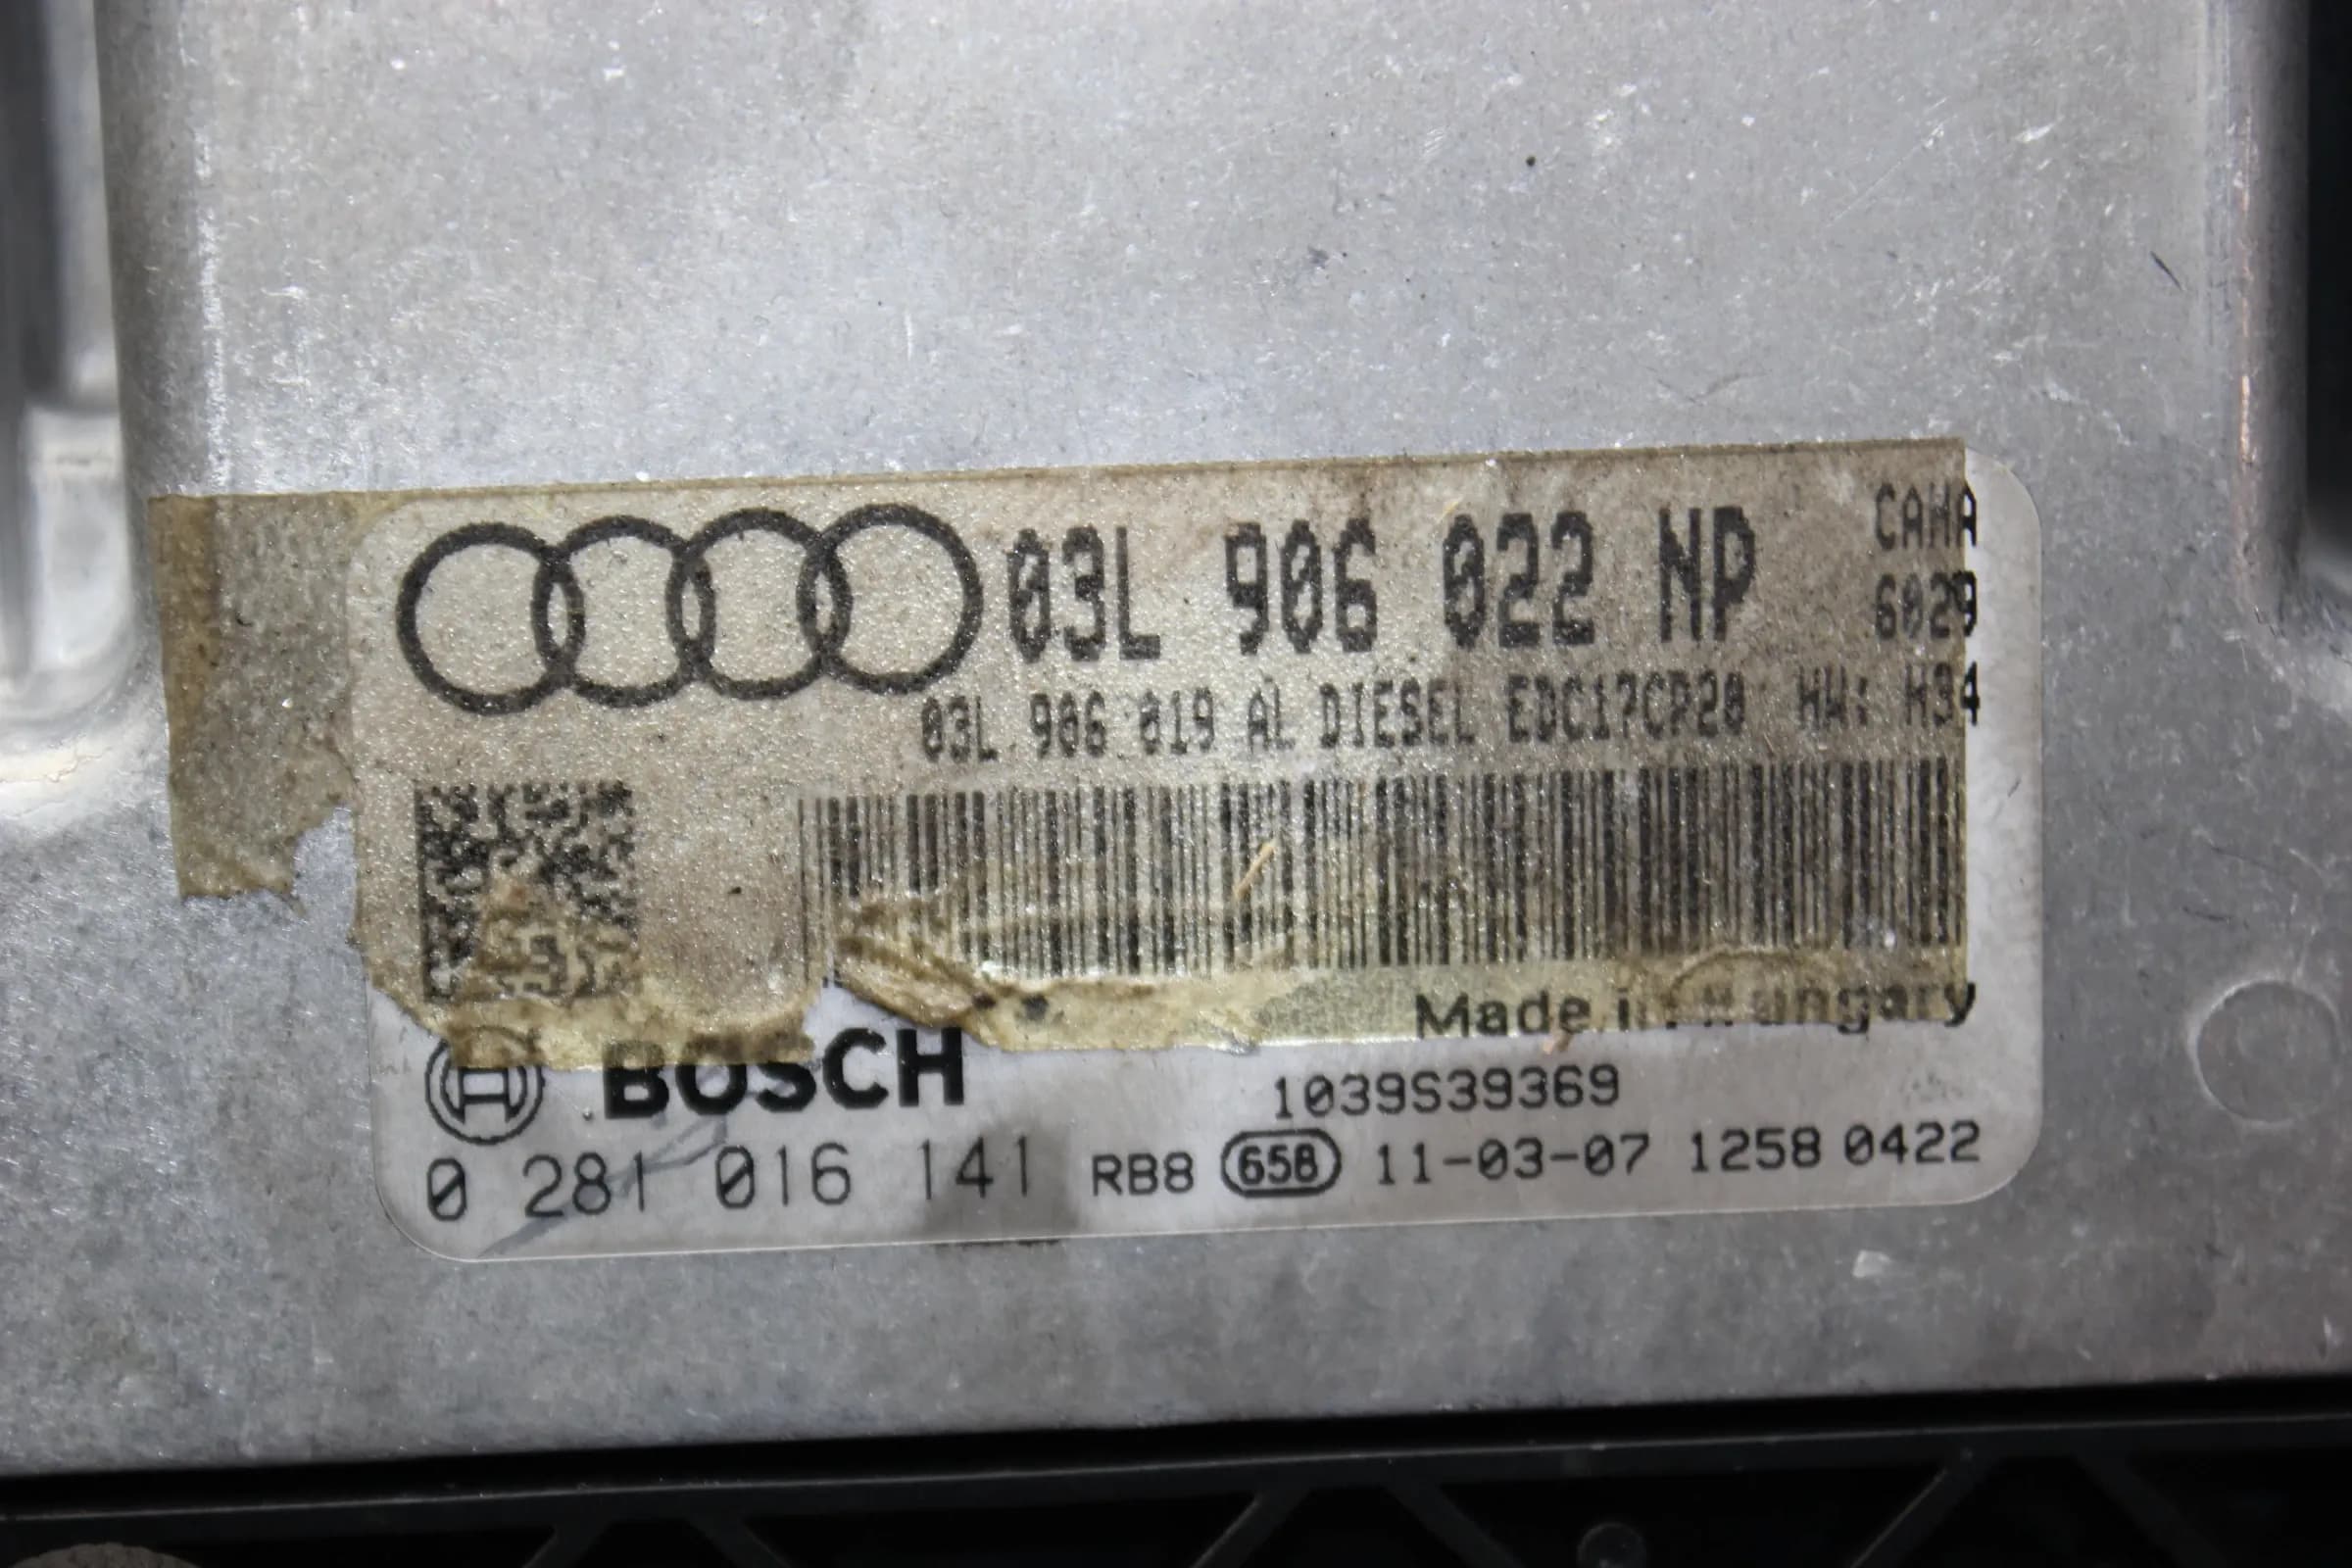 03L 906 022 NP
CAHA
6029
03L 906 019 AL DIESEL EDC17CP20 HW: H34
Made in Hungary
BOSCH
1039S39369
0 281 016 141 RB8 658 11-03-07 1258 0422